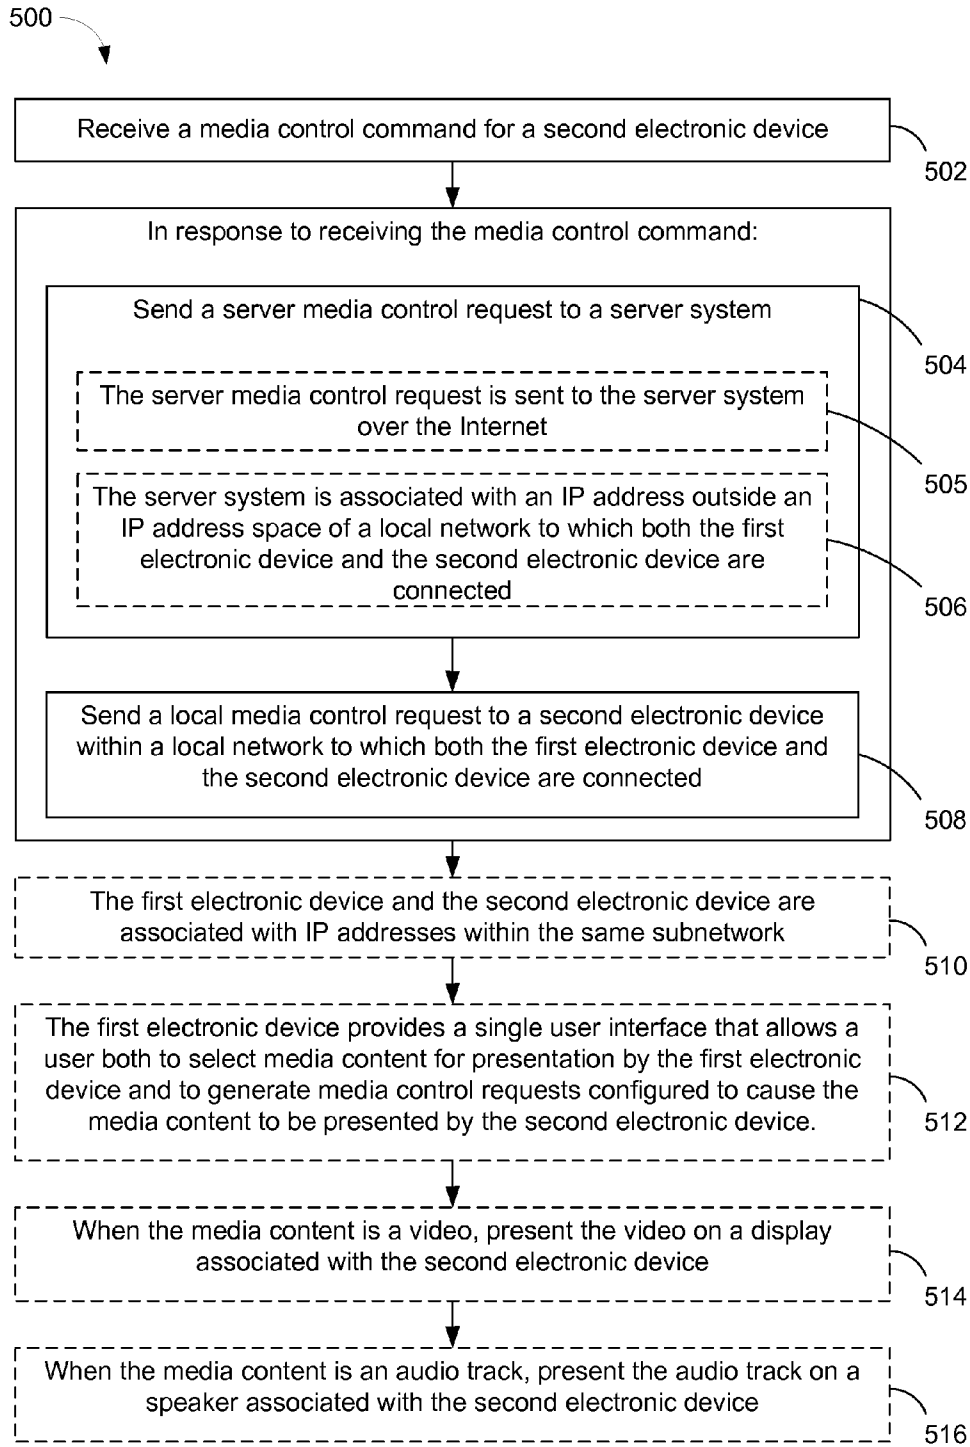 500
Receive a media control command for a second electronic device
502
In response to receiving the media control command:
Send a server media control request to a server system
504
The server media control request is sent to the server system
over the Internet
505
The server system is associated with an IP address outside an
IP address space of a local network to which both the first
electronic device and the second electronic device are
connected
506
Send a local media control request to a second electronic device
within a local network to which both the first electronic device and
the second electronic device are connected
508
The first electronic device and the second electronic device are
associated with IP addresses within the same subnetwork
510
The first electronic device provides a single user interface that allows a
user both to select media content for presentation by the first electronic
device and to generate media control requests configured to cause the
media content to be presented by the second electronic device.
512
When the media content is a video, present the video on a display
associated with the second electronic device
514
When the media content is an audio track, present the audio track on a
speaker associated with the second electronic device
516